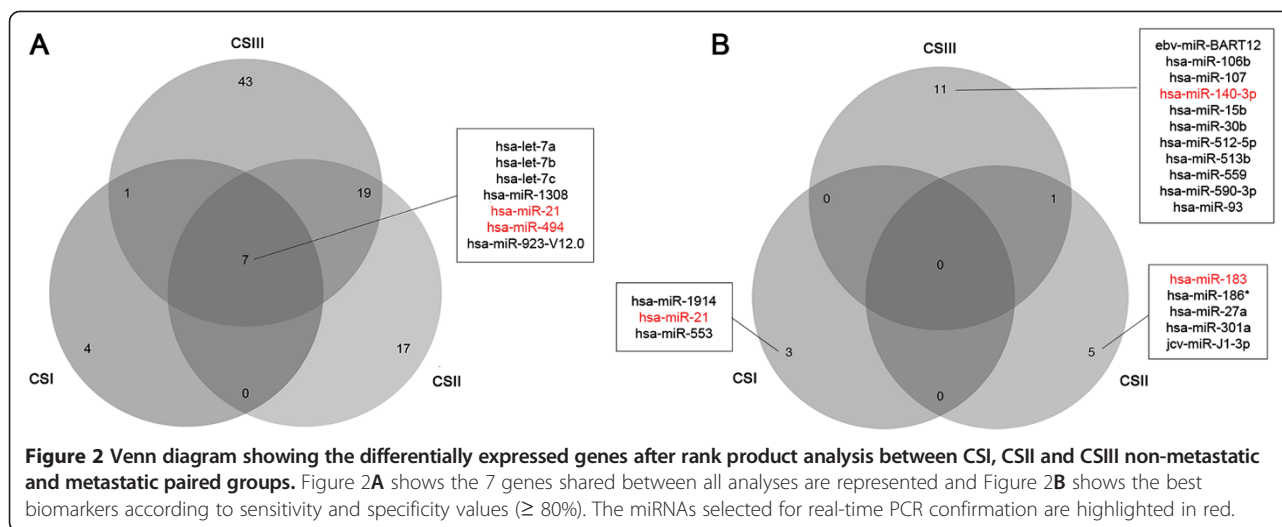 A
CSIII
43
1
19
7
4
17
CSI
CSII
0
hsa-let-7a
hsa-let-7b
hsa-let-7c
hsa-miR-1308
hsa-miR-21
hsa-miR-494
hsa-miR-923-V12.0
B
CSIII
11
0
1
0
3
5
CSI
CSII
0
ebv-miR-BART12
hsa-miR-106b
hsa-miR-107
hsa-miR-140-3p
hsa-miR-15b
hsa-miR-30b
hsa-miR-512-5p
hsa-miR-513b
hsa-miR-559
hsa-miR-590-3p
hsa-miR-93
hsa-miR-1914
hsa-miR-21
hsa-miR-553
hsa-miR-183
hsa-miR-186*
hsa-miR-27a
hsa-miR-301a
jcv-miR-J1-3p
Figure 2 Venn diagram showing the differentially expressed genes after rank product analysis between CSI, CSII and CSIII non-metastatic
and metastatic paired groups. Figure 2A shows the 7 genes shared between all analyses are represented and Figure 2B shows the best
biomarkers according to sensitivity and specificity values (≥ 80%). The miRNAs selected for real-time PCR confirmation are highlighted in red.